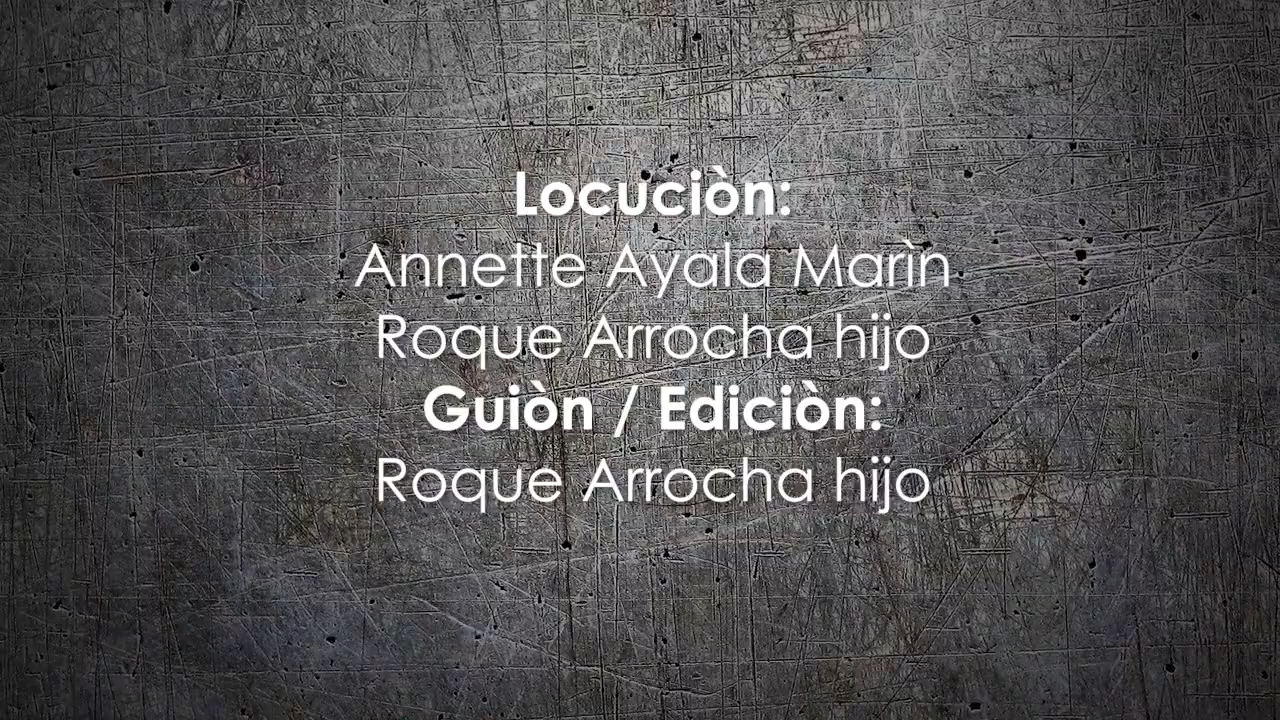 Locuciòn:
Annette Ayala Marìn
Roque Arrocha hijo
Guiòn / Ediciòn:
Roque Arrocha hijo